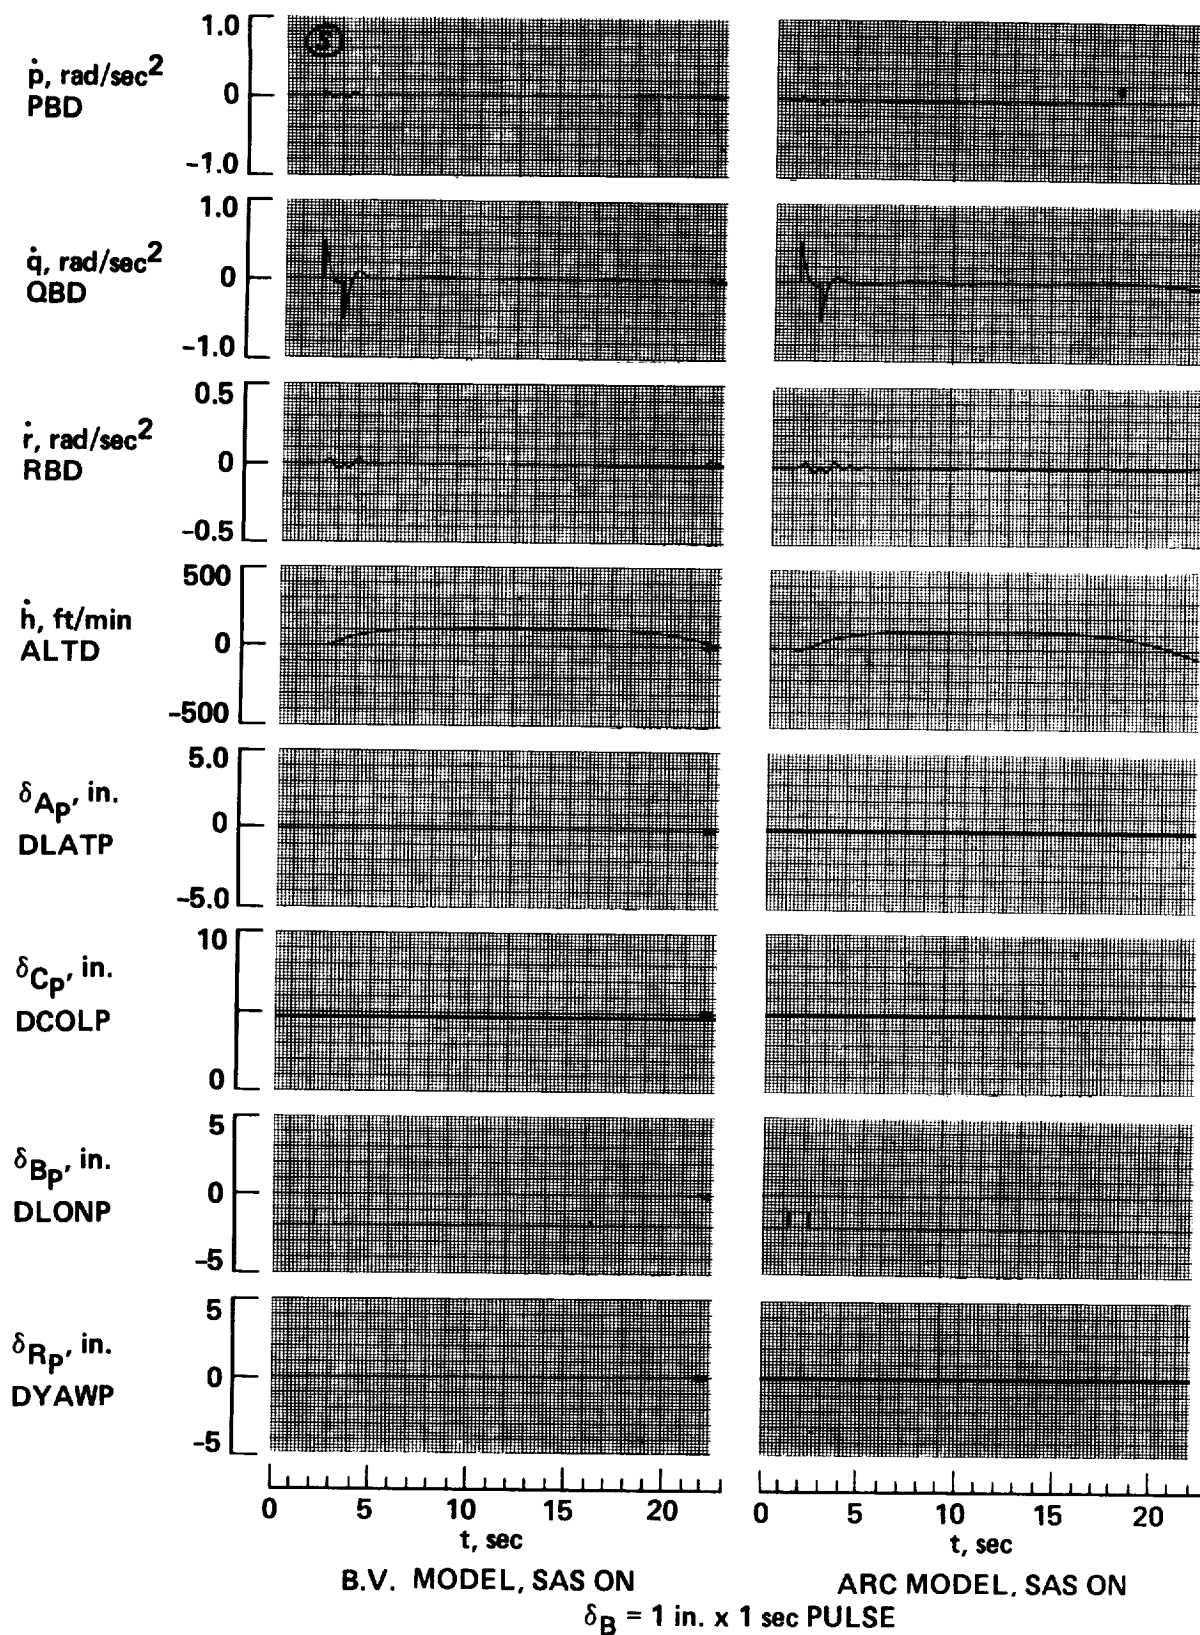 1.0
ṗ, rad/sec²
PBD
0
-1.0
5
1.0
q̇, rad/sec²
QBD
0
-1.0
0.5
ṙ, rad/sec²
RBD
0
-0.5
500
ḣ, ft/min
ALTD
0
-500
5.0
δAP, in.
DLATP
0
-5.0
10
δCP, in.
DCOLP
0
5
δBP, in.
DLONP
0
-5
5
δRP, in.
DYAWP
0
-5
0 5 10 15 20
t, sec
0 5 10 15 20
t, sec
B.V. MODEL, SAS ON
ARC MODEL, SAS ON
δB = 1 in. x 1 sec PULSE